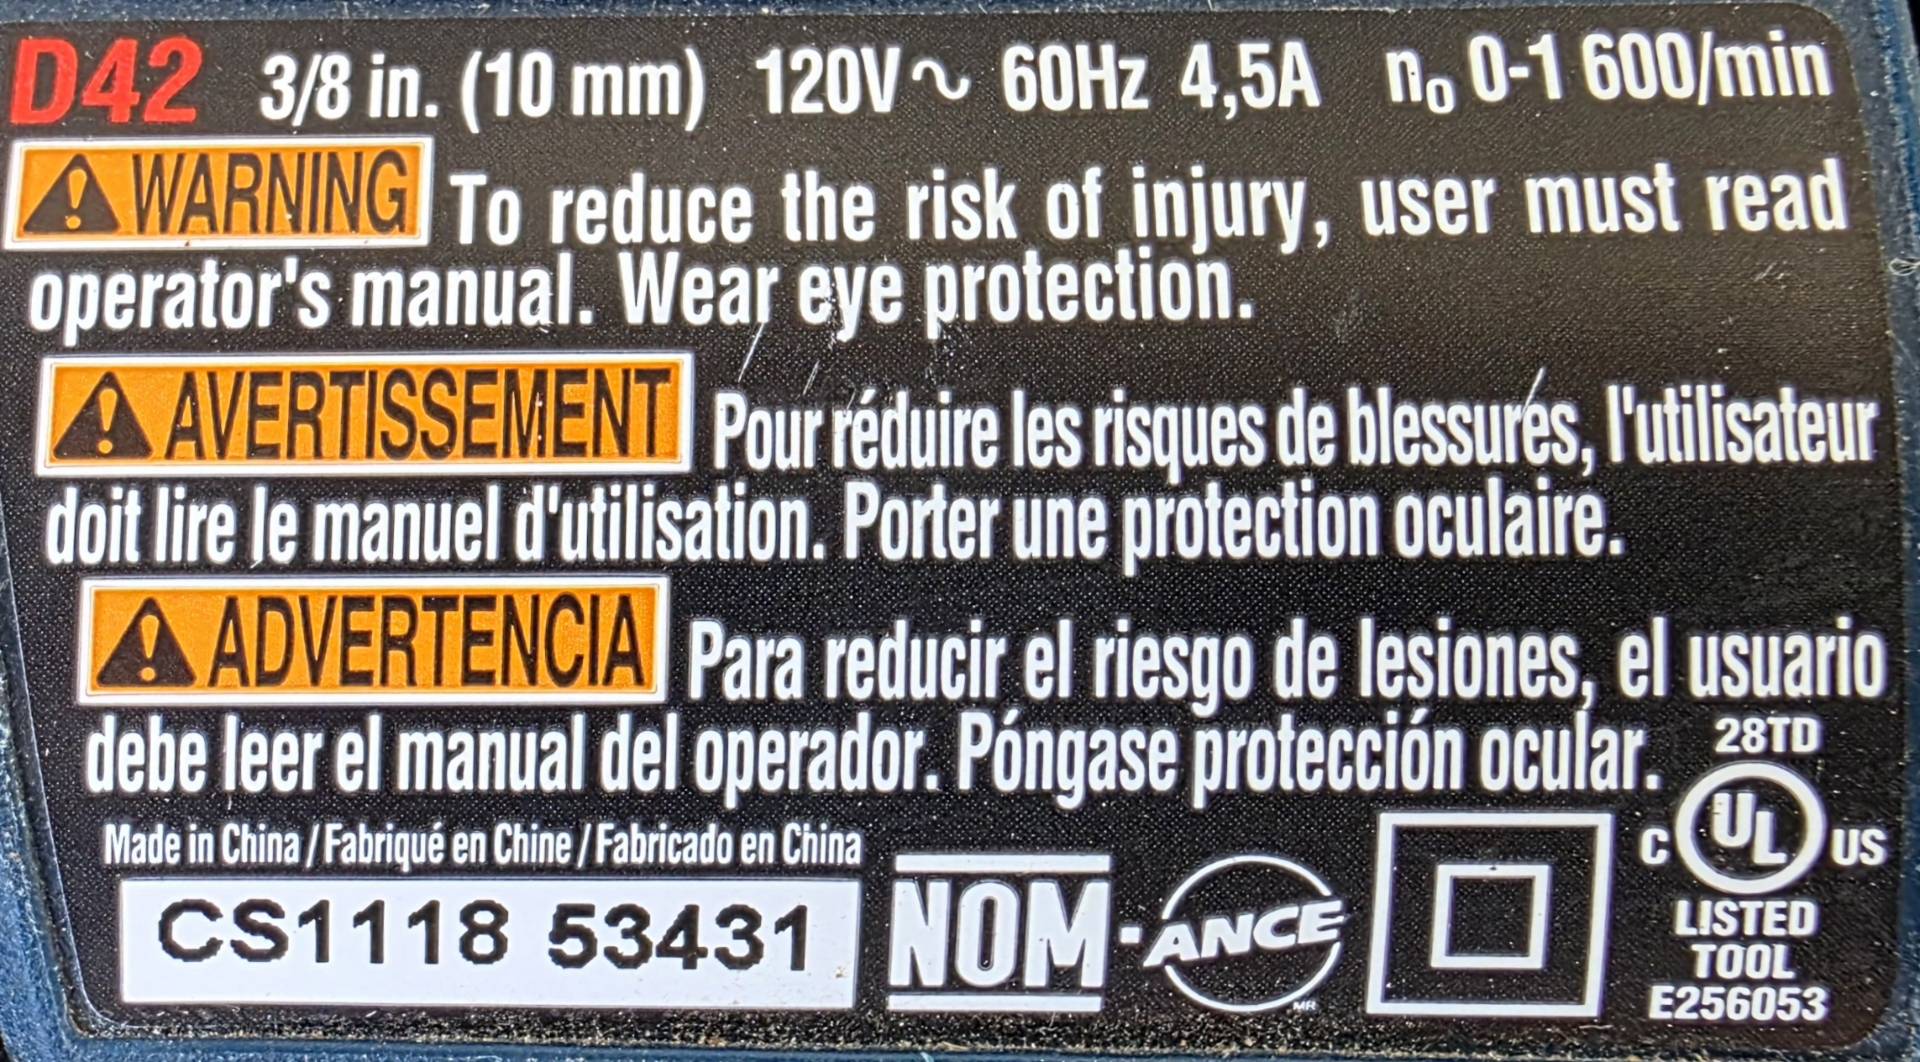 D42 3/8 in. (10 mm) 120V~ 60Hz 4,5A n₀ 0-1 600/min
WARNING To reduce the risk of injury, user must read
operator's manual. Wear eye protection.
AVERTISSEMENT Pour réduire les risques de blessures, l'utilisateur
doit lire le manuel d'utilisation. Porter une protection oculaire.
ADVERTENCIA Para reducir el riesgo de lesiones, el usuario
debe leer el manual del operador. Póngase protección ocular.
Made in China / Fabriqué en Chine / Fabricado en China
CS1118 53431
NOM-ANCE
MR
28TD
C UL US
LISTED
TOOL
E256053